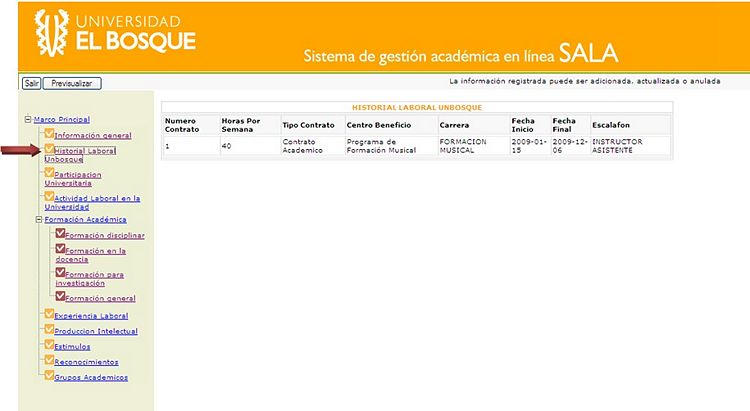 UNIVERSIDAD
EL BOSQUE
Sistema de gestión académica en línea SALA
Salir Previsualizar
La información registrada puede ser adicionada, actualizada o anulada
Marco Principal
Información general
Historial Laboral
Unbosque
Participacion
Universitaria
Actividad Laboral en la
Universidad
Formación Académica
Formación disciplinar
Formación en la
docencia
Formación para
investigación
Formación general
Experiencia Laboral
Produccion Intelectual
Estimulos
Reconocimientos
Grupos Academicos
HISTORIAL LABORAL UNBOSQUE
Numero Horas Por Tipo Contrato Centro Beneficio Carrera Fecha Fecha Escalafon
Contrato Semana Inicio Final
1 40 Contrato Programa de FORMACION 2009-01- 2009-12- INSTRUCTOR
Academico Formación Musical MUSICAL 15 06 ASISTENTE